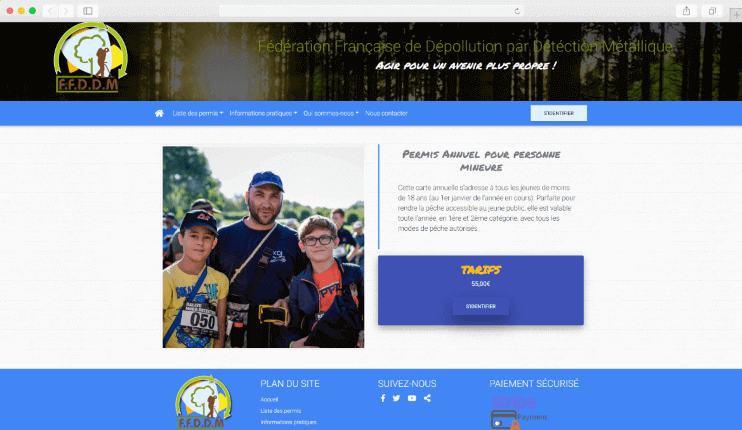 Fédération Française de Dépollution par Détéction Métallique
Agir pour un avenir plus propre !
F.F.D.D.M
Liste des permis
Informations pratiques
Qui sommes-nous
Nous contacter
S'IDENTIFIER
Permis Annuel pour personne
mineure
Cette carte annuelle s'adresse à tous les jeunes de moins
de 18 ans (au 1er janvier de l'année en cours). Parfaite pour
rendre la pêche accessible au jeune public, elle est valable
toute l'année, en 1ère et 2ème catégorie, avec tous les
modes de pêche autorisés.
050
XDJ
TARIFS
55,00€
S'IDENTIFIER
F.F.D.D.M
PLAN DU SITE
Accueil
Liste des permis
Informations pratiques
SUIVEZ-NOUS
PAIEMENT SÉCURISÉ
stripe
Payment